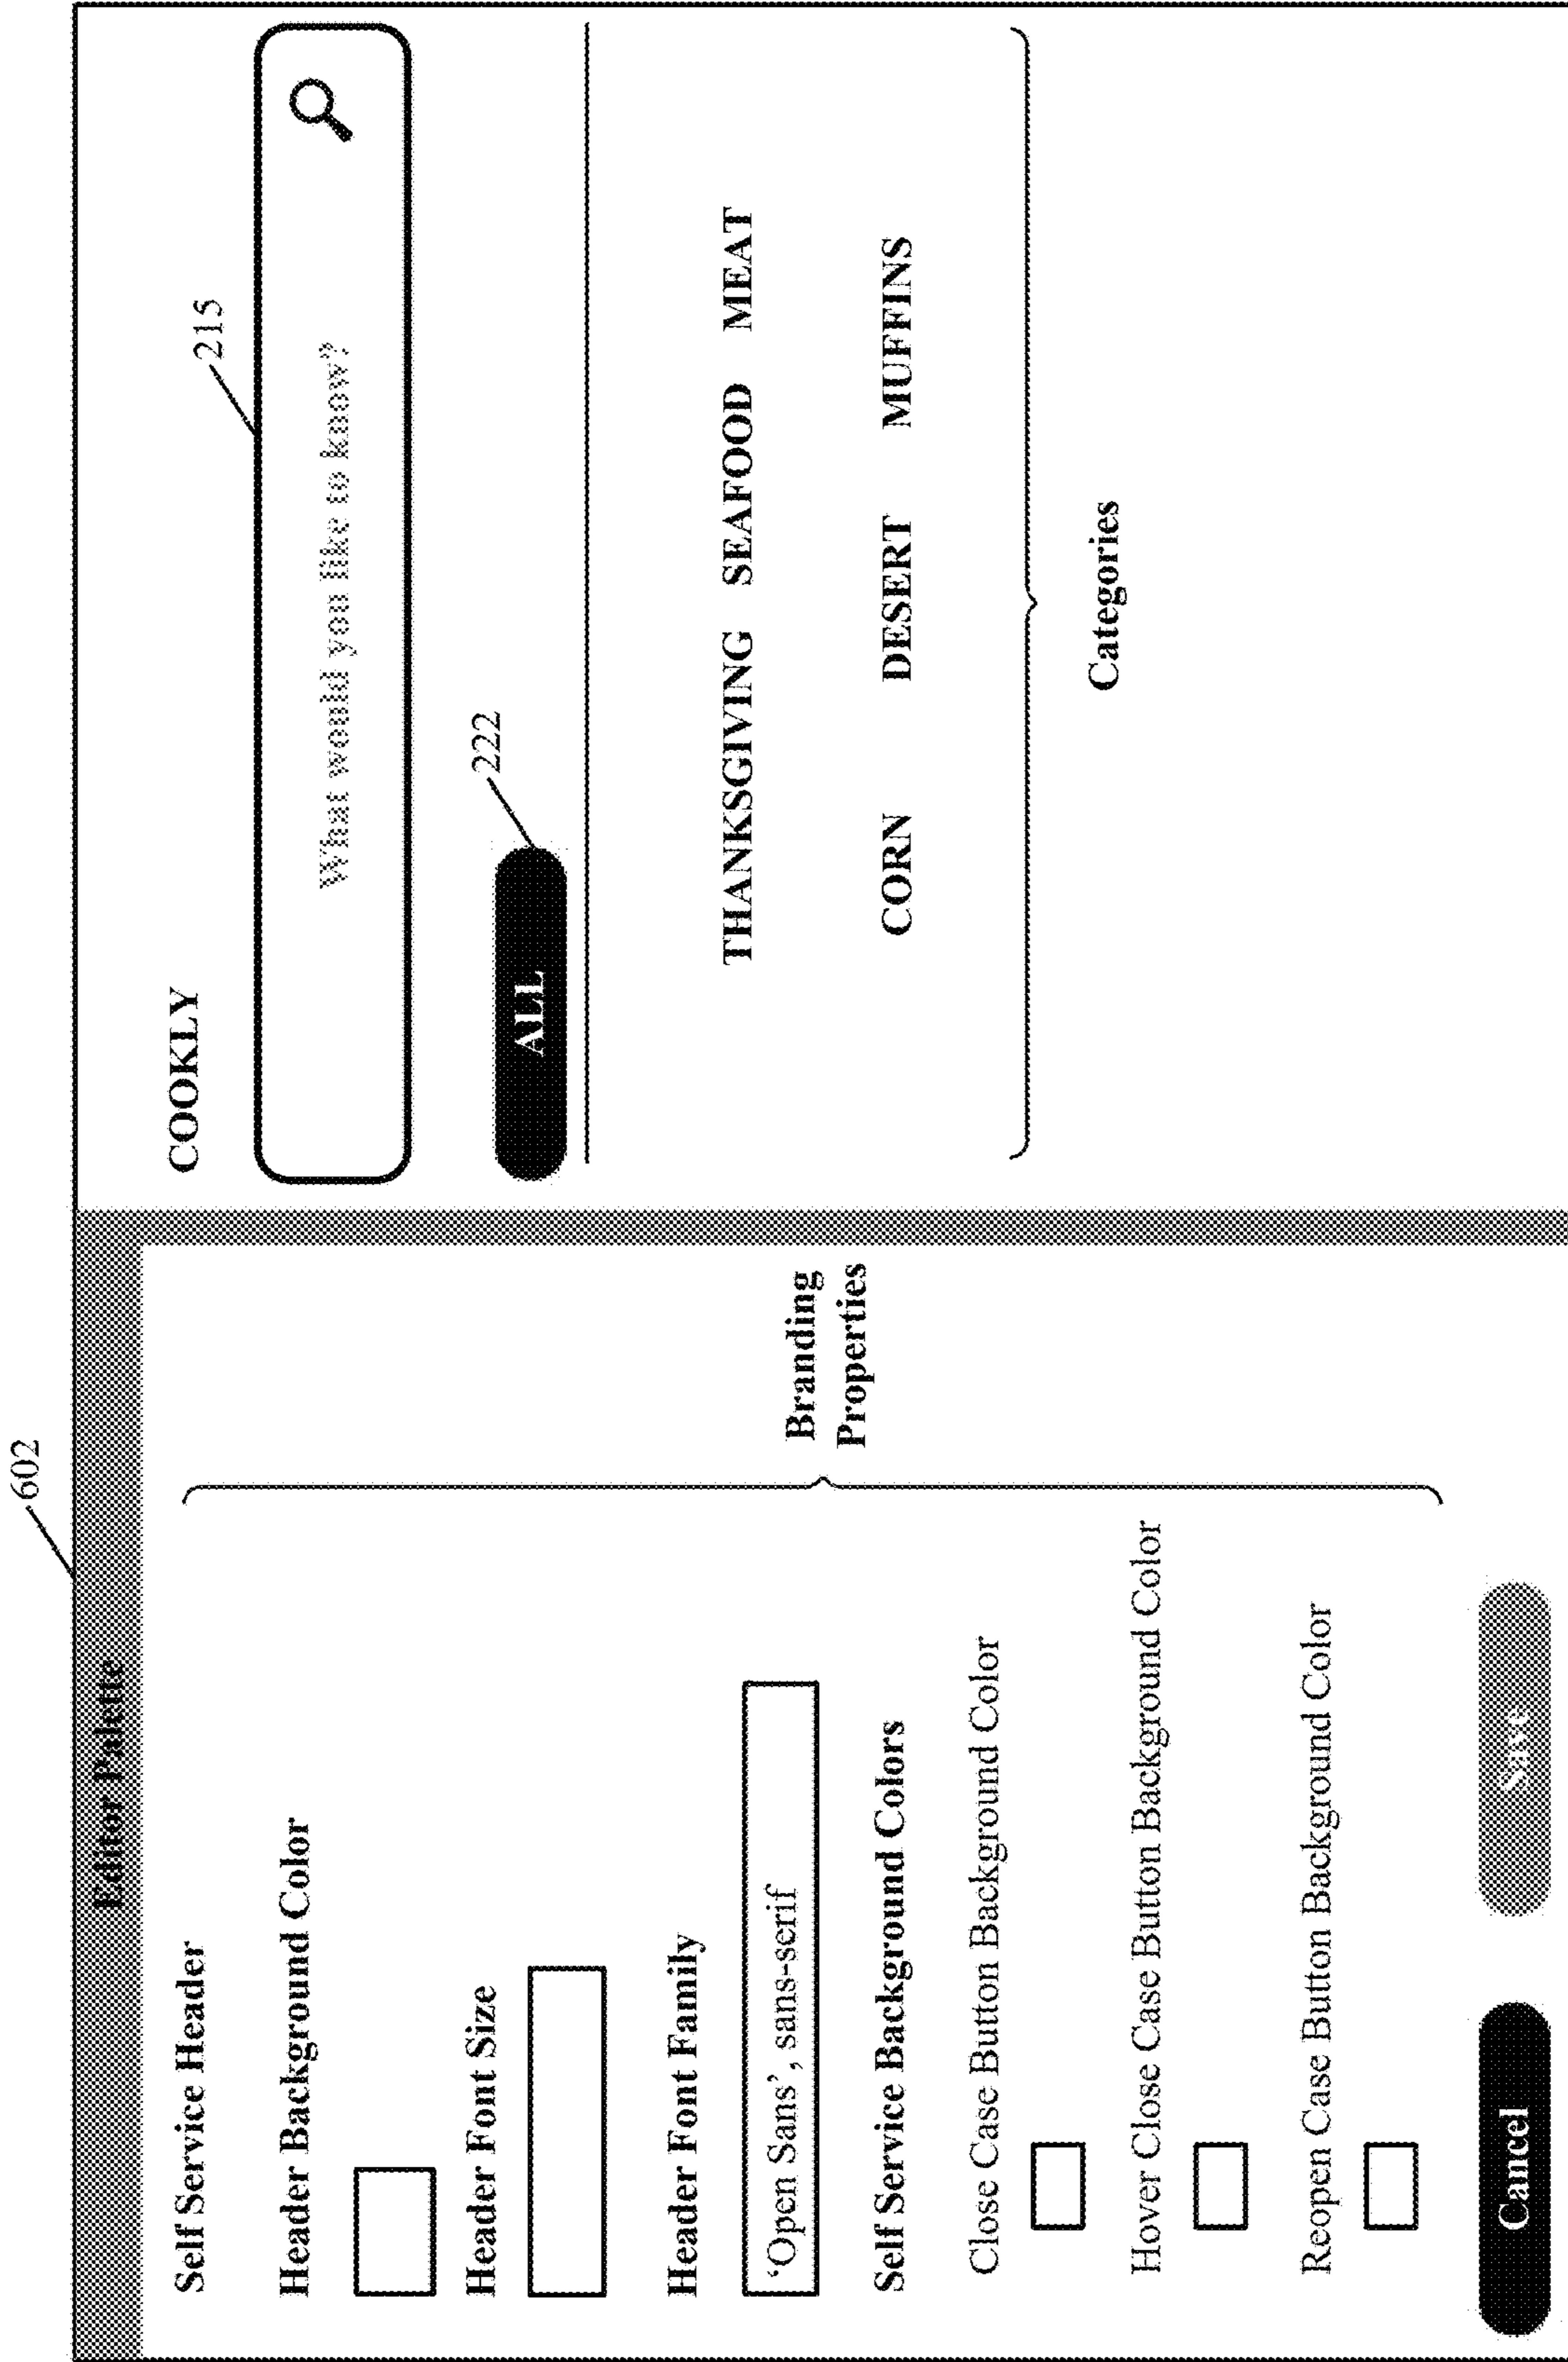 602
Editor Palette
Self Service Header
Header Background Color
Header Font Size
Header Font Family
‘Open Sans’, sans-serif
Self Service Background Colors
Close Case Button Background Color
Hover Close Case Button Background Color
Reopen Case Button Background Color
Cancel
Save
Branding
Properties
COOKLY
215
What would you like to know?
222
ALL
THANKSGIVING SEAFOOD MEAT
CORN DESERT MUFFINS
Categories